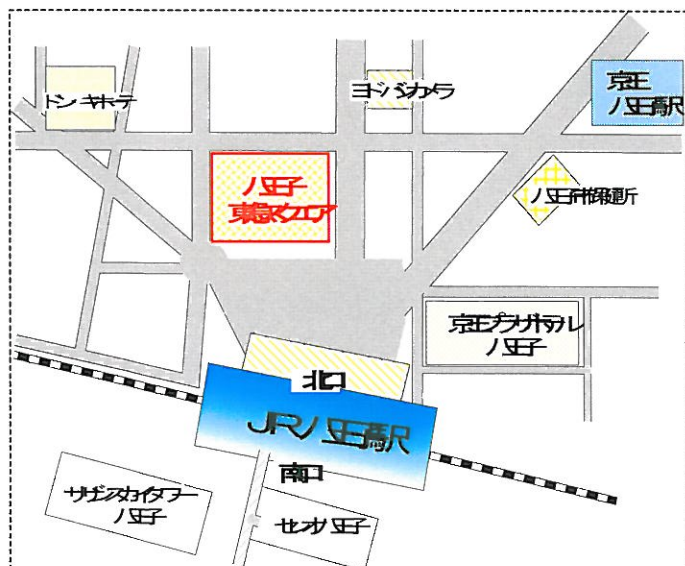 ドン・キホーテ
ヨドバシカメラ
京王
八王子駅
八王子
東急スクエア
八王子市保健所
京王プラザホテル
八王子
北口
JR八王子駅
南口
サザンスカイタワー
八王子
セレオ八王子